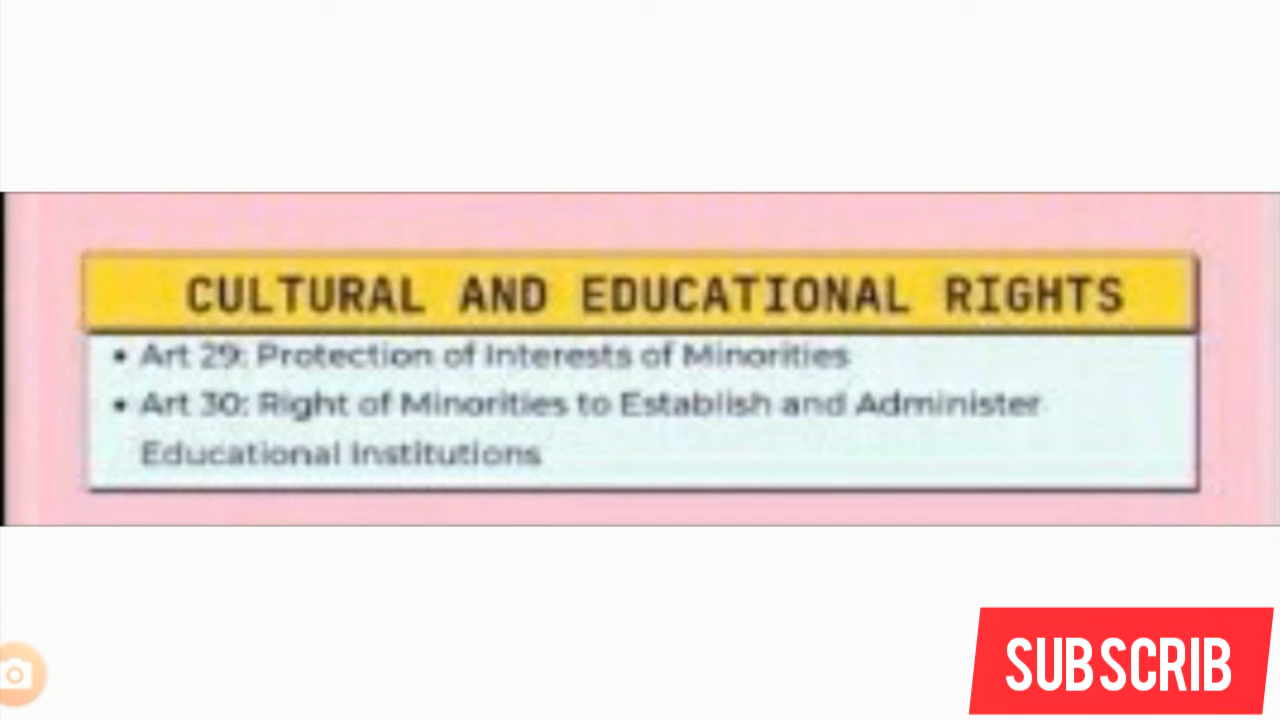 CULTURAL AND EDUCATIONAL RIGHTS
• Art 29: Protection of Interests of Minorities
• Art 30: Right of Minorities to Establish and Administer
Educational Institutions
SUBSCRIB